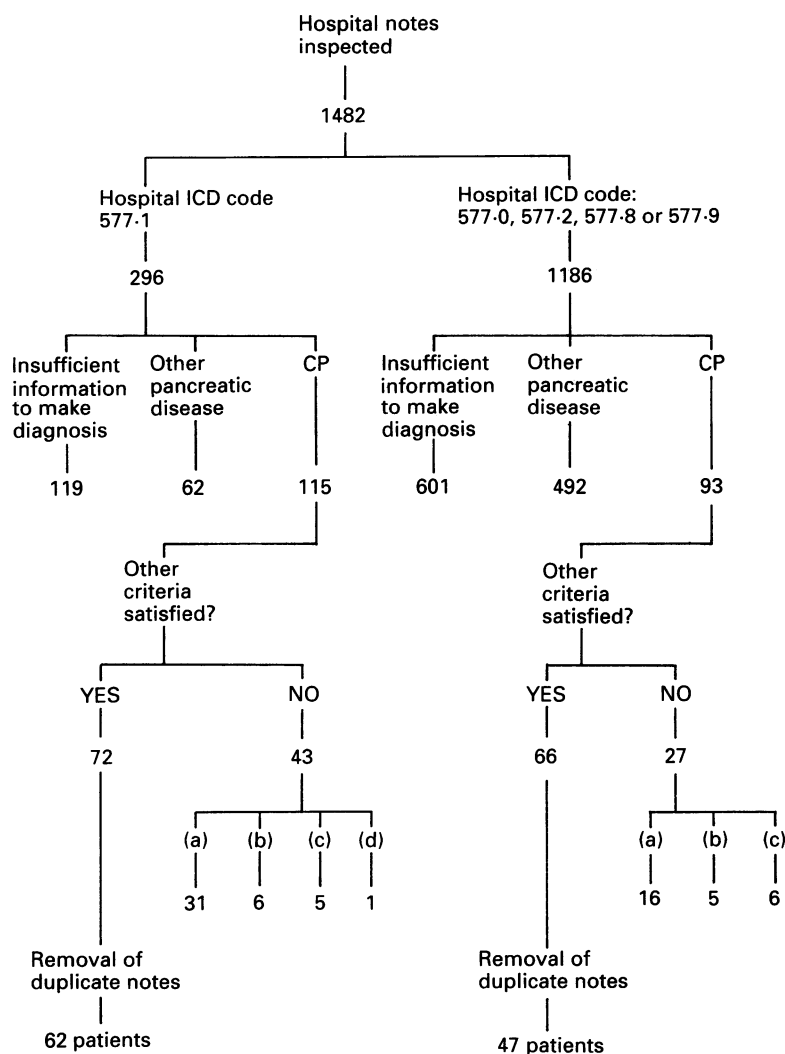 Hospital notes
inspected
1482
Hospital ICD code
577·1
Hospital ICD code:
577·0, 577·2, 577·8 or 577·9
296
1186
Insufficient
information
to make
diagnosis
Other
pancreatic
disease
CP
Insufficient
information
to make
diagnosis
Other
pancreatic
disease
CP
119
62
115
601
492
93
Other
criteria
satisfied?
Other
criteria
satisfied?
YES
NO
YES
NO
72
43
66
27
(a)
(b)
(c)
(d)
(a)
(b)
(c)
31
6
5
1
16
5
6
Removal of
duplicate notes
Removal of
duplicate notes
62 patients
47 patients